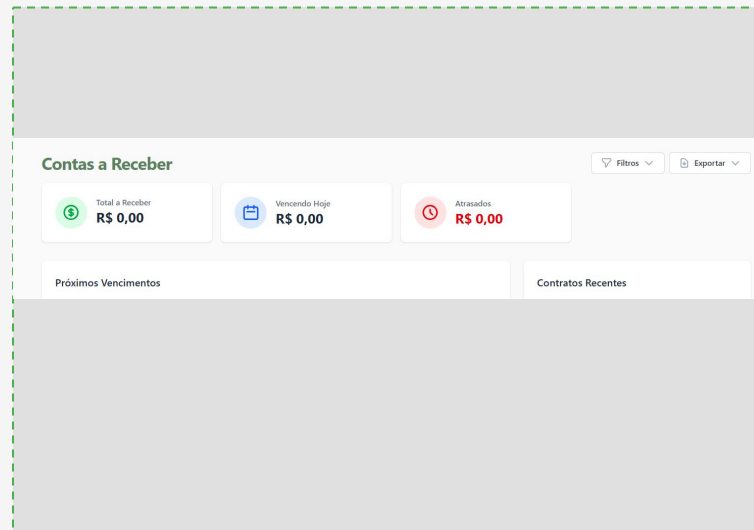 Contas a Receber
Filtros
Exportar
Total a Receber
R$ 0,00
Vencendo Hoje
R$ 0,00
Atrasados
R$ 0,00
Próximos Vencimentos
Contratos Recentes